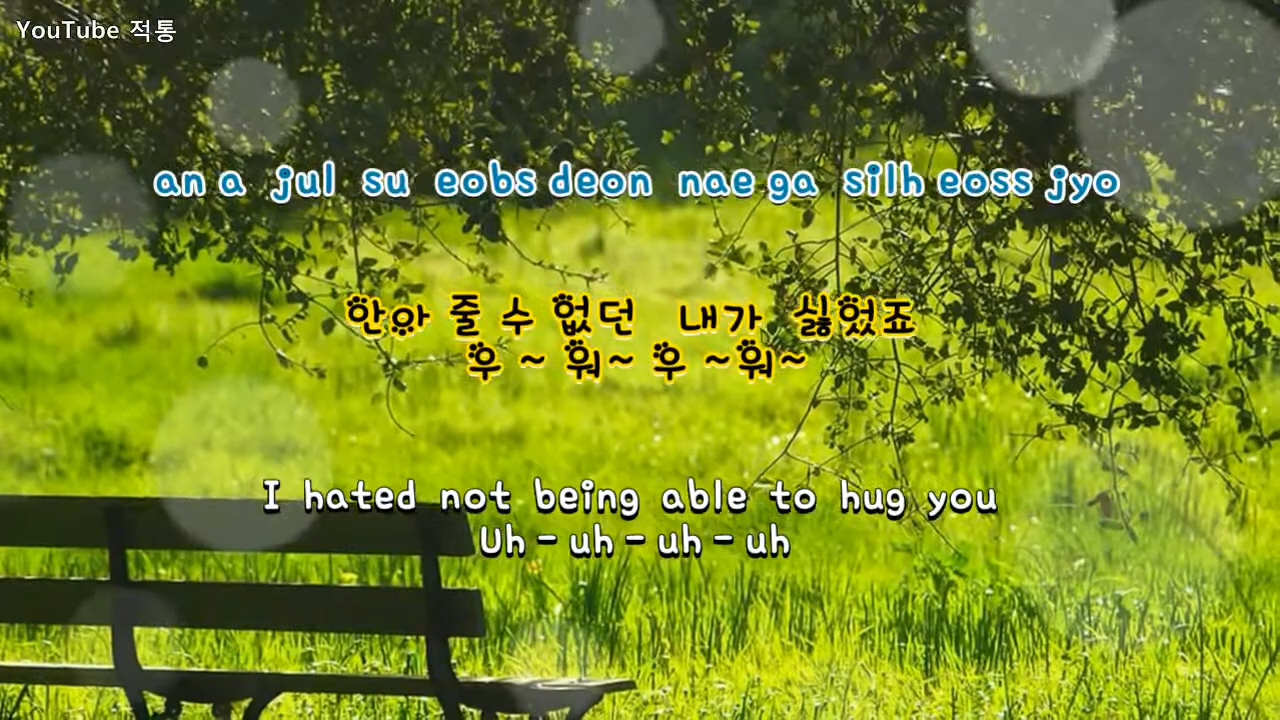 YouTube 적통
an a jul su eobs deon nae ga silh eoss jyo
안아 줄 수 없던 내가 싫었죠
우 ~ 워~ 우 ~워~
I hated not being able to hug you
Uh - uh - uh - uh